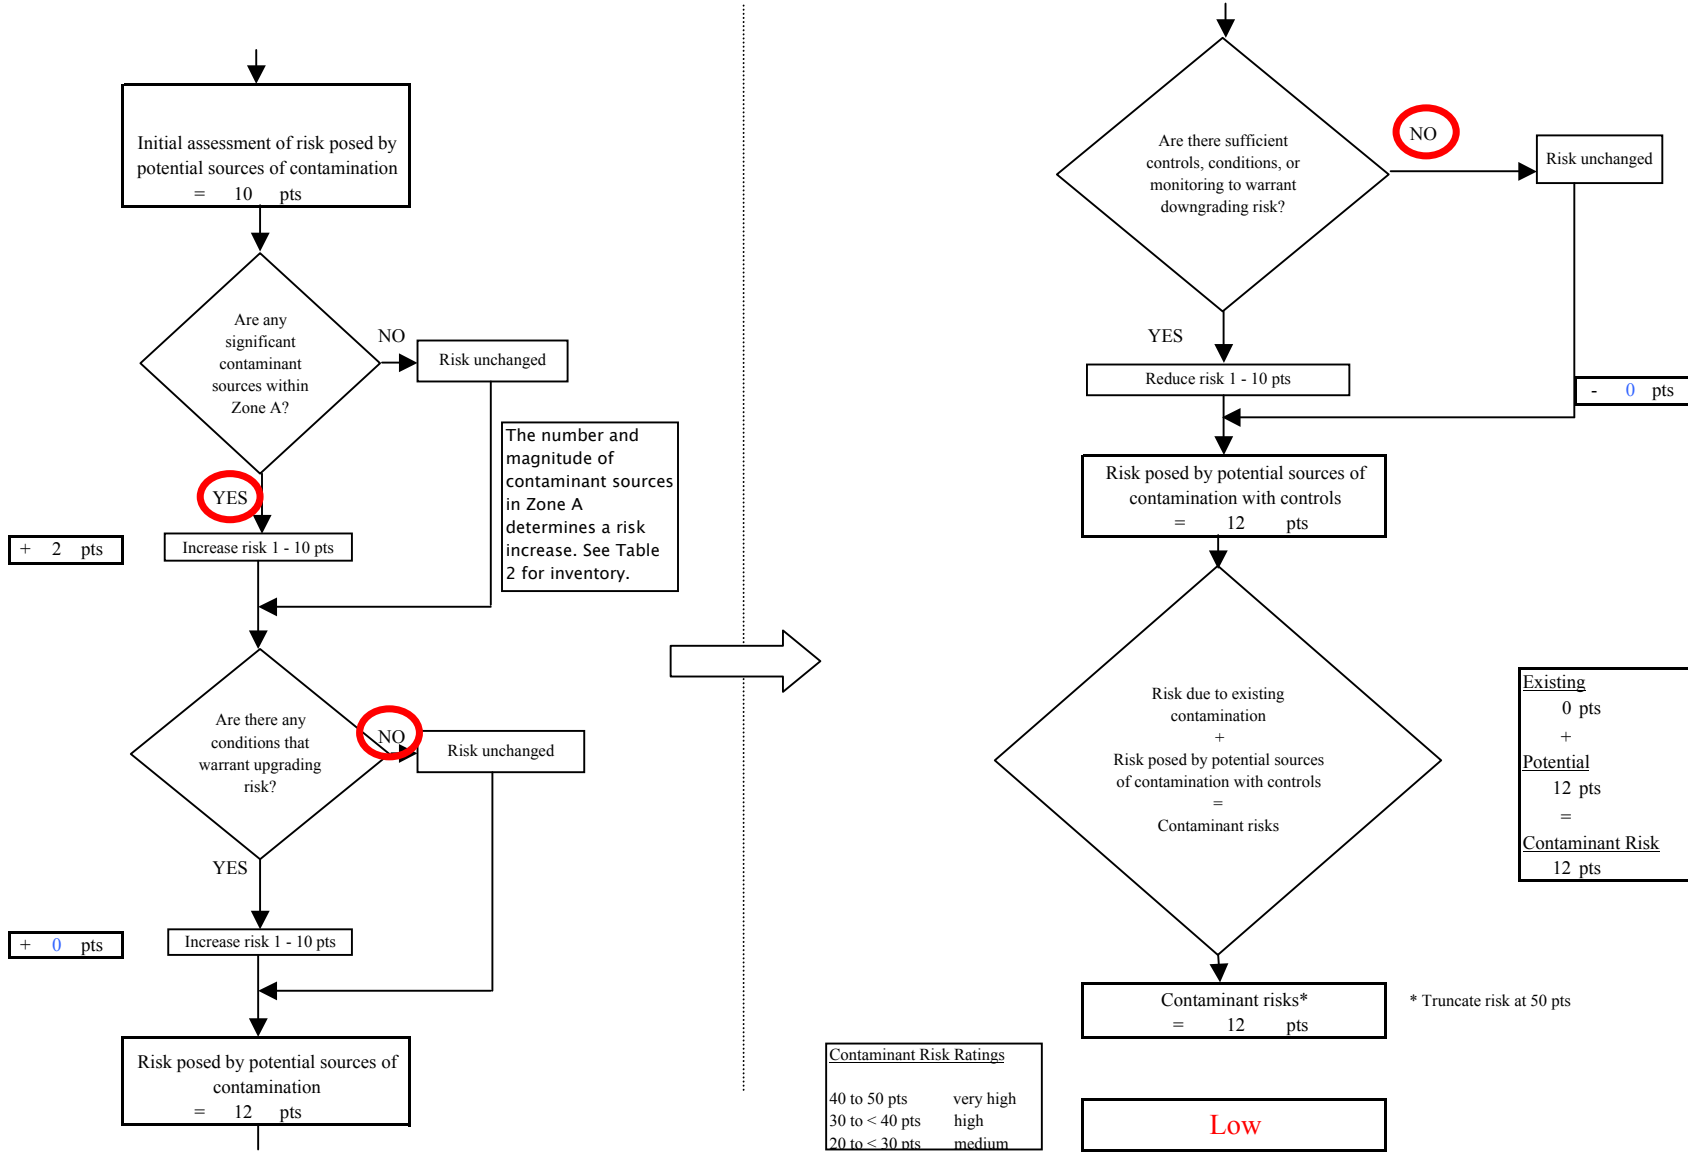 Initial assessment of risk posed by
potential sources of contamination
= 10 pts
Are any
significant
contaminant
sources within
Zone A?
NO
Risk unchanged
The number and
magnitude of
contaminant sources
in Zone A
determines a risk
increase. See Table
2 for inventory.
YES
+ 2 pts
Increase risk 1 - 10 pts
Are there any
conditions that
warrant upgrading
risk?
NO
Risk unchanged
YES
+ 0 pts
Increase risk 1 - 10 pts
Risk posed by potential sources of
contamination
= 12 pts
Are there sufficient
controls, conditions, or
monitoring to warrant
downgrading risk?
NO
Risk unchanged
YES
Reduce risk 1 - 10 pts
- 0 pts
Risk posed by potential sources of
contamination with controls
= 12 pts
Risk due to existing
contamination
+
Risk posed by potential sources
of contamination with controls
=
Contaminant risks
Existing
0 pts
+
Potential
12 pts
=
Contaminant Risk
12 pts
Contaminant risks*
= 12 pts
* Truncate risk at 50 pts
Contaminant Risk Ratings
40 to 50 pts very high
30 to < 40 pts high
20 to < 30 pts medium
Low